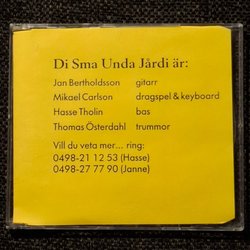 Di Sma Unda Jårdi är:
Jan Bertholdsson gitarr
Mikael Carlson dragspel & keyboard
Hasse Tholin bas
Thomas Österdahl trummor
Vill du veta mer... ring:
0498-21 12 53 (Hasse)
0498-27 77 90 (Janne)